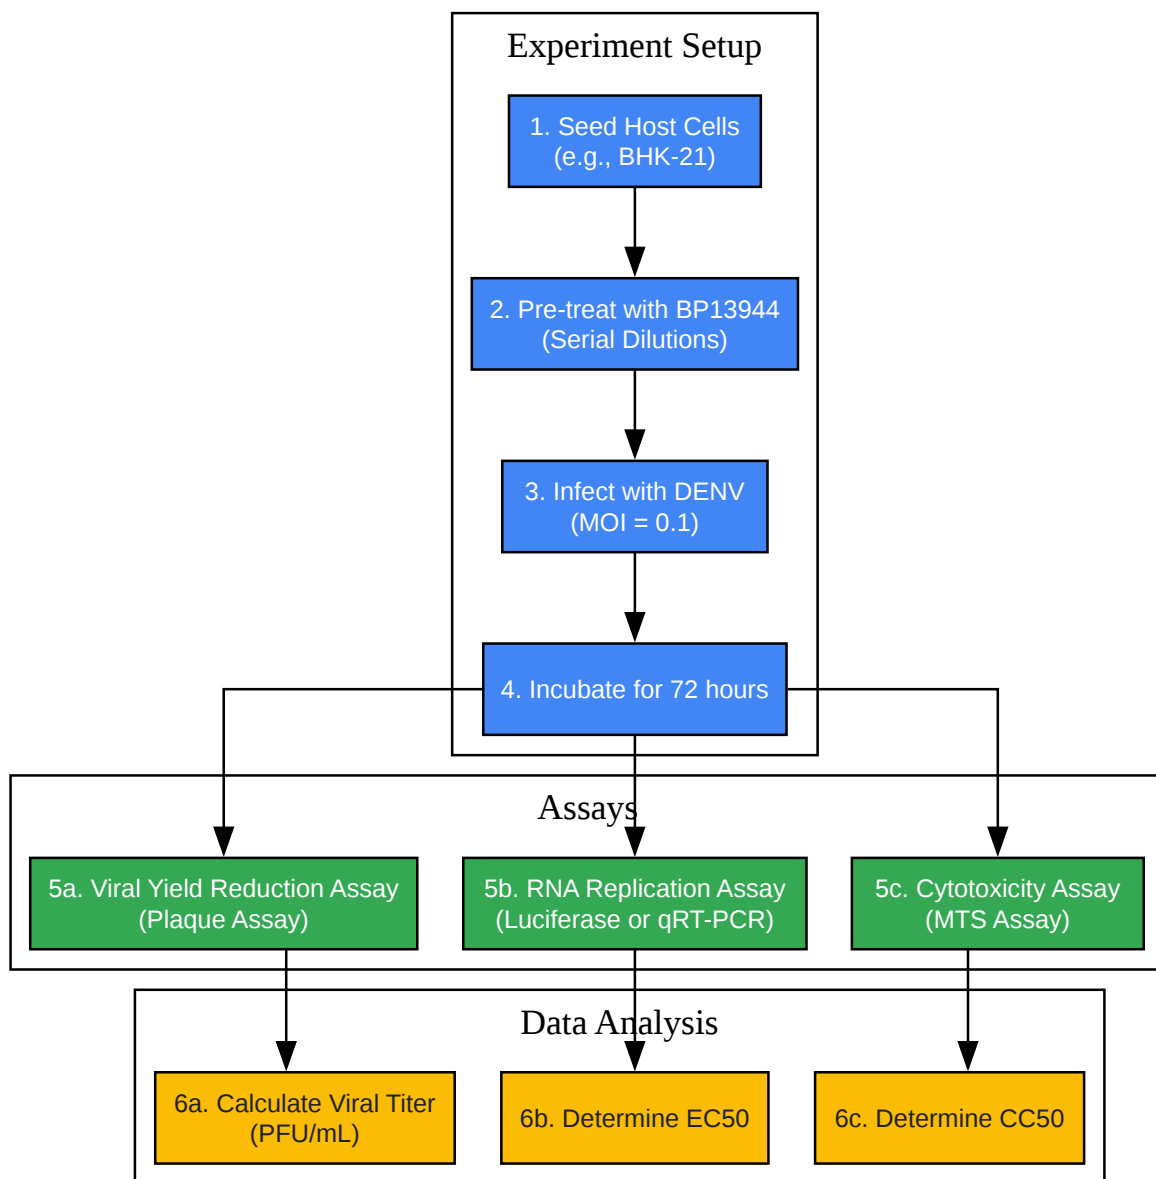 Experiment Setup
1. Seed Host Cells
(e.g., BHK-21)
2. Pre-treat with BP13944
(Serial Dilutions)
3. Infect with DENV
(MOI = 0.1)
4. Incubate for 72 hours
Assays
5a. Viral Yield Reduction Assay
(Plaque Assay)
5b. RNA Replication Assay
(Luciferase or qRT-PCR)
5c. Cytotoxicity Assay
(MTS Assay)
Data Analysis
6a. Calculate Viral Titer
(PFU/mL)
6b. Determine EC50
6c. Determine CC50